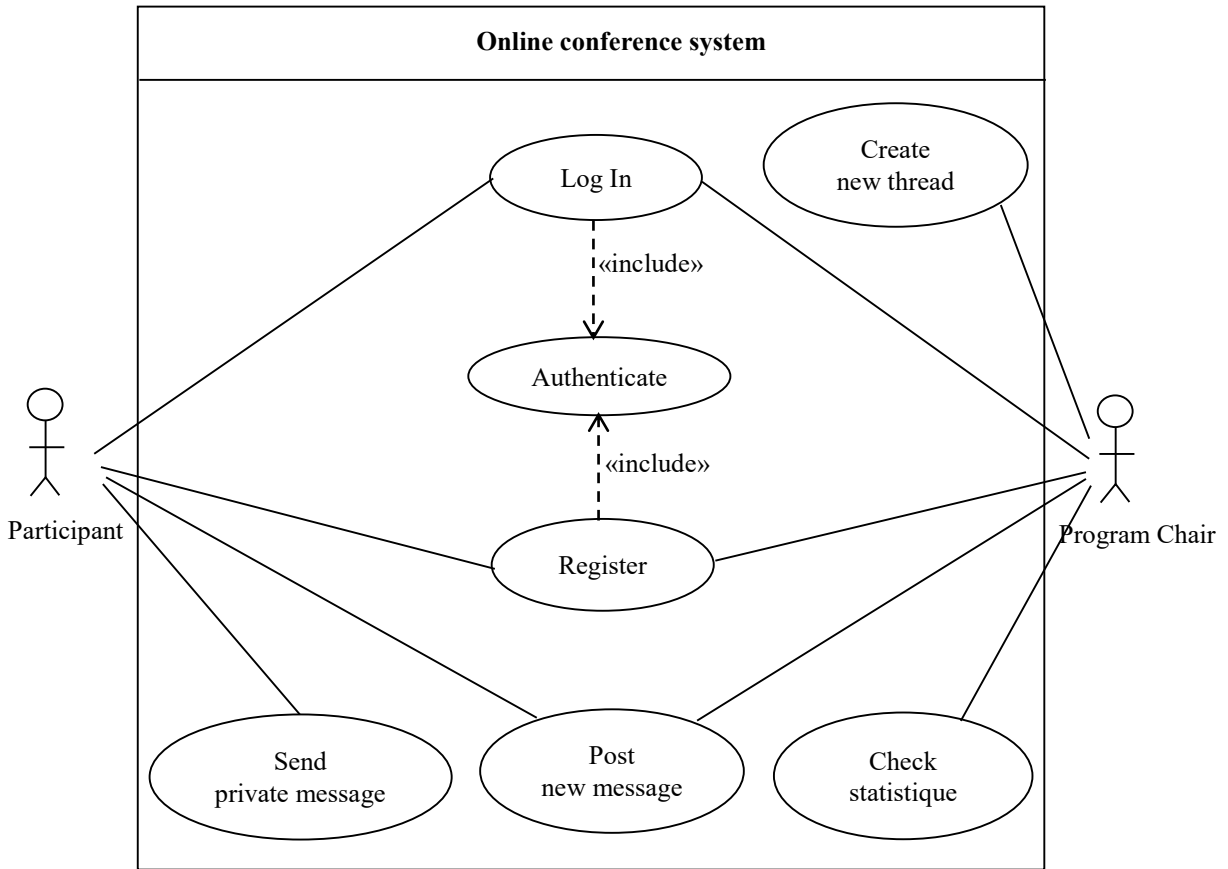 Online conference system
Create
new thread
Log In
«include»
Authenticate
«include»
Participant
Program Chair
Register
Send
private message
Post
new message
Check
statistique